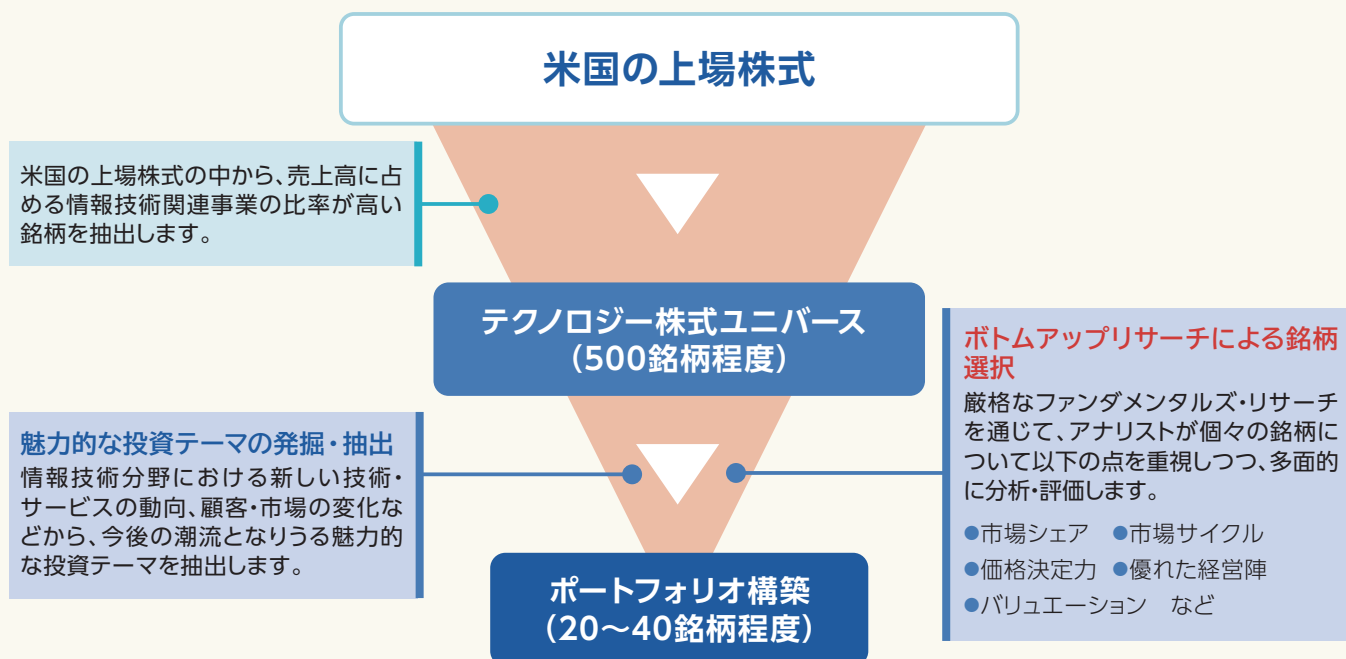 米国の上場株式
米国の上場株式の中から、売上高に占
める情報技術関連事業の比率が高い
銘柄を抽出します。
テクノロジー株式ユニバース
（500銘柄程度）
魅力的な投資テーマの発掘・抽出
情報技術分野における新しい技術・
サービスの動向、顧客・市場の変化な
どから、今後の潮流となりうる魅力的
な投資テーマを抽出します。
ボトムアップリサーチによる銘柄
選択
厳格なファンダメンタルズ・リサーチ
を通じて、アナリストが個々の銘柄に
ついて以下の点を重視しつつ、多面的
に分析・評価します。
●市場シェア ●市場サイクル
●価格決定力 ●優れた経営陣
●バリュエーション など
ポートフォリオ構築
（20～40銘柄程度）